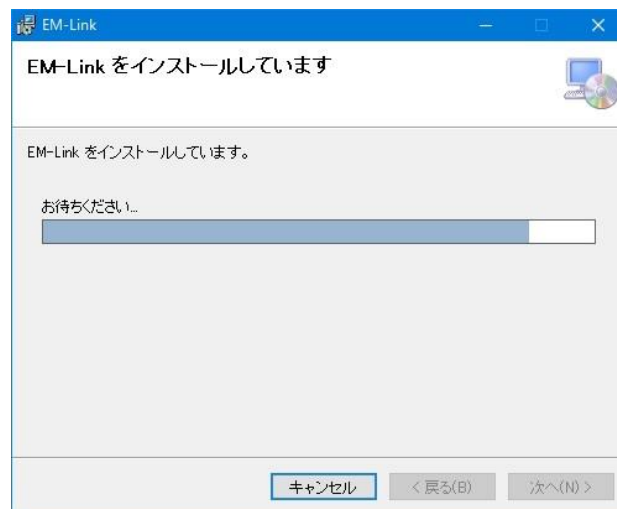 EM-Link
EM-Link をインストールしています
EM-Link をインストールしています。
お待ちください...
キャンセル
< 戻る(B)
次へ(N) >